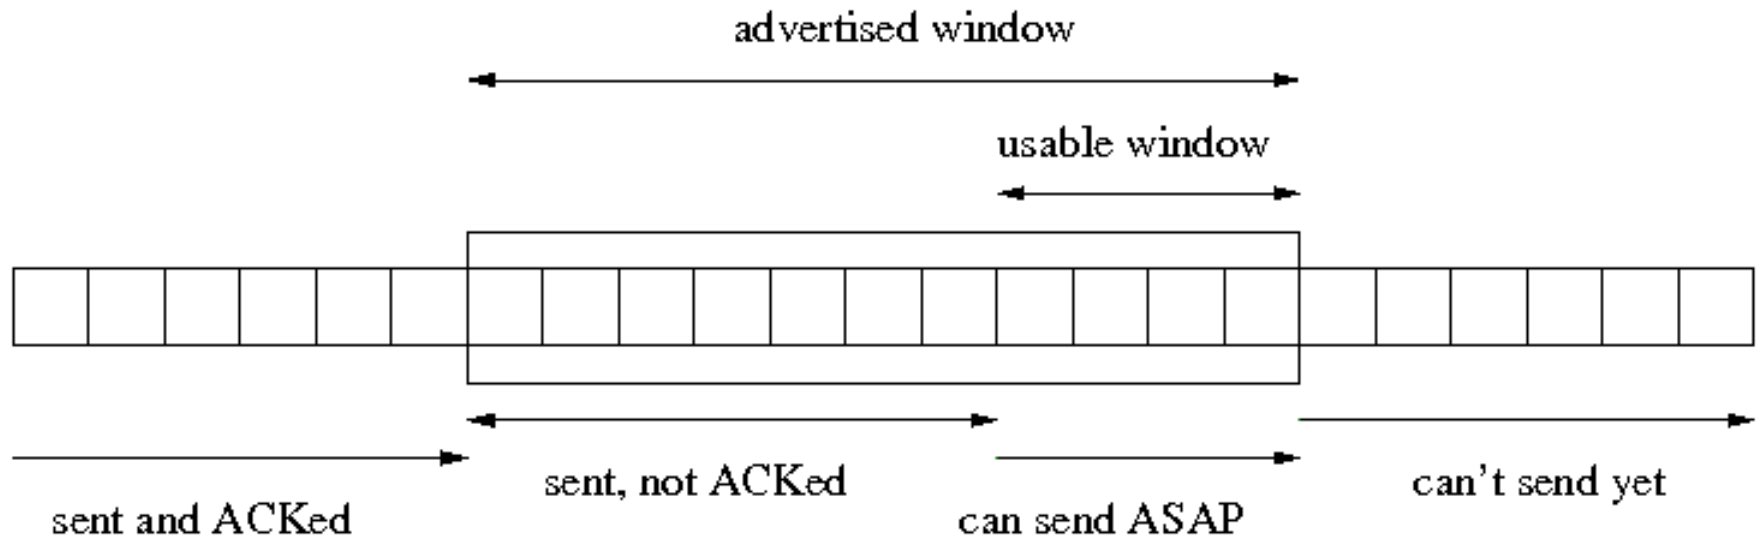 advertised window
usable window
sent, not ACKed
can't send yet
sent and ACKed
can send ASAP